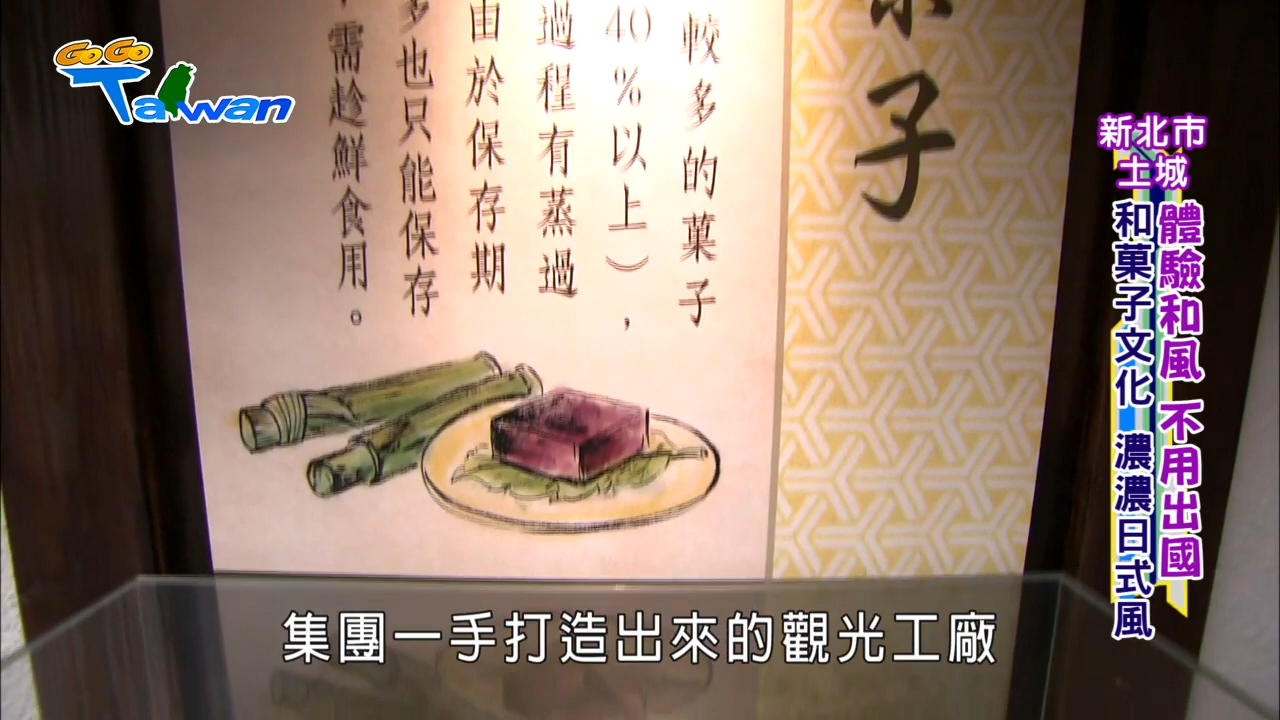 GoGo
Taiwan
子
較多的菓子
40%以上），
過程有蒸過
由於保存期
多也只能保存
需趁鮮食用。
新北市
土城
體驗和風 不用出國
和菓子文化 濃濃日式風
集團一手打造出來的觀光工廠